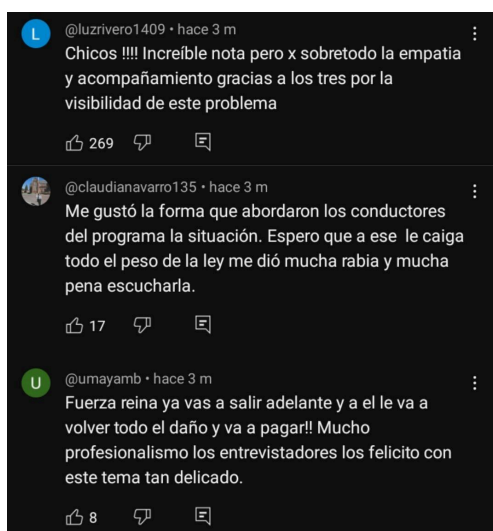 L
@luzrivero1409 • hace 3 m
Chicos !!!! Increíble nota pero x sobretodo la empatia
y acompañamiento gracias a los tres por la
visibilidad de este problema
269
@claudianavarro135 • hace 3 m
Me gustó la forma que abordaron los conductores
del programa la situación. Espero que a ese  le caiga
todo el peso de la ley me dió mucha rabia y mucha
pena escucharla.
17
U
@umayamb • hace 3 m
Fuerza reina ya vas a salir adelante y a el le va a
volver todo el daño y va a pagar!! Mucho
profesionalismo los entrevistadores los felicito con
este tema tan delicado.
8